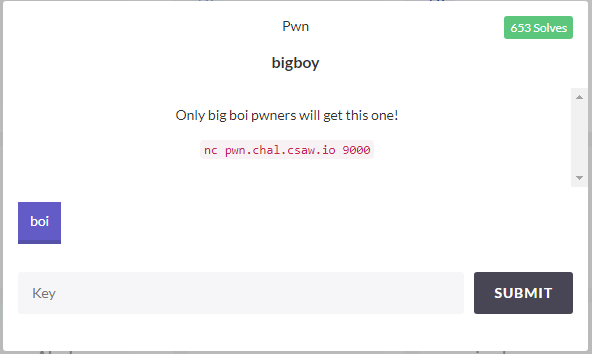 Pwn
653 Solves
bigboy
Only big boi pwners will get this one!
nc pwn.chal.csaw.io 9000
boi
Key
SUBMIT